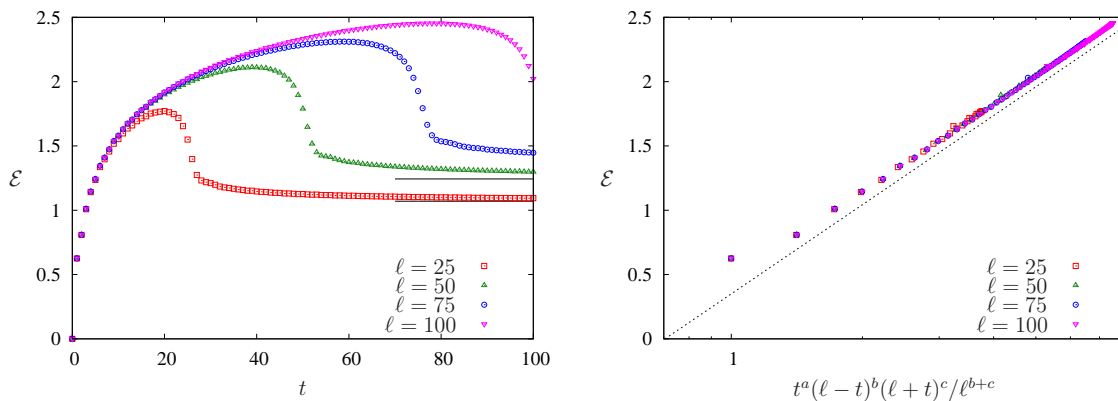 2.5
2
1.5
1
0.5
0
ℰ
0 20 40 60 80 100
t
ℓ = 25
ℓ = 50
ℓ = 75
ℓ = 100
2.5
2
1.5
1
0.5
0
ℰ
1
t^a(ℓ − t)^b(ℓ + t)^c/ℓ^{b+c}
ℓ = 25
ℓ = 50
ℓ = 75
ℓ = 100